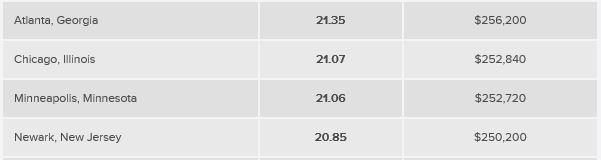 Atlanta, Georgia 21.35 $256,200
Chicago, Illinois 21.07 $252,840
Minneapolis, Minnesota 21.06 $252,720
Newark, New Jersey 20.85 $250,200